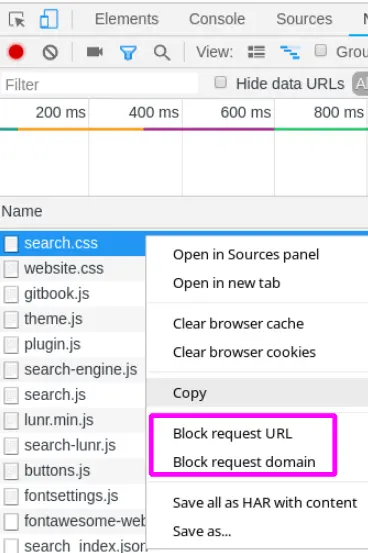 Elements Console Sources
View: Grou
Filter Hide data URLs
200 ms 400 ms 600 ms 800 ms
Name
search.css
website.css
gitbook.js
theme.js
plugin.js
search-engine.js
search.js
lunr.min.js
search-lunr.js
buttons.js
fontsettings.js
fontawesome-web
search_index.json
Open in Sources panel
Open in new tab
Clear browser cache
Clear browser cookies
Copy
Block request URL
Block request domain
Save all as HAR with content
Save as...